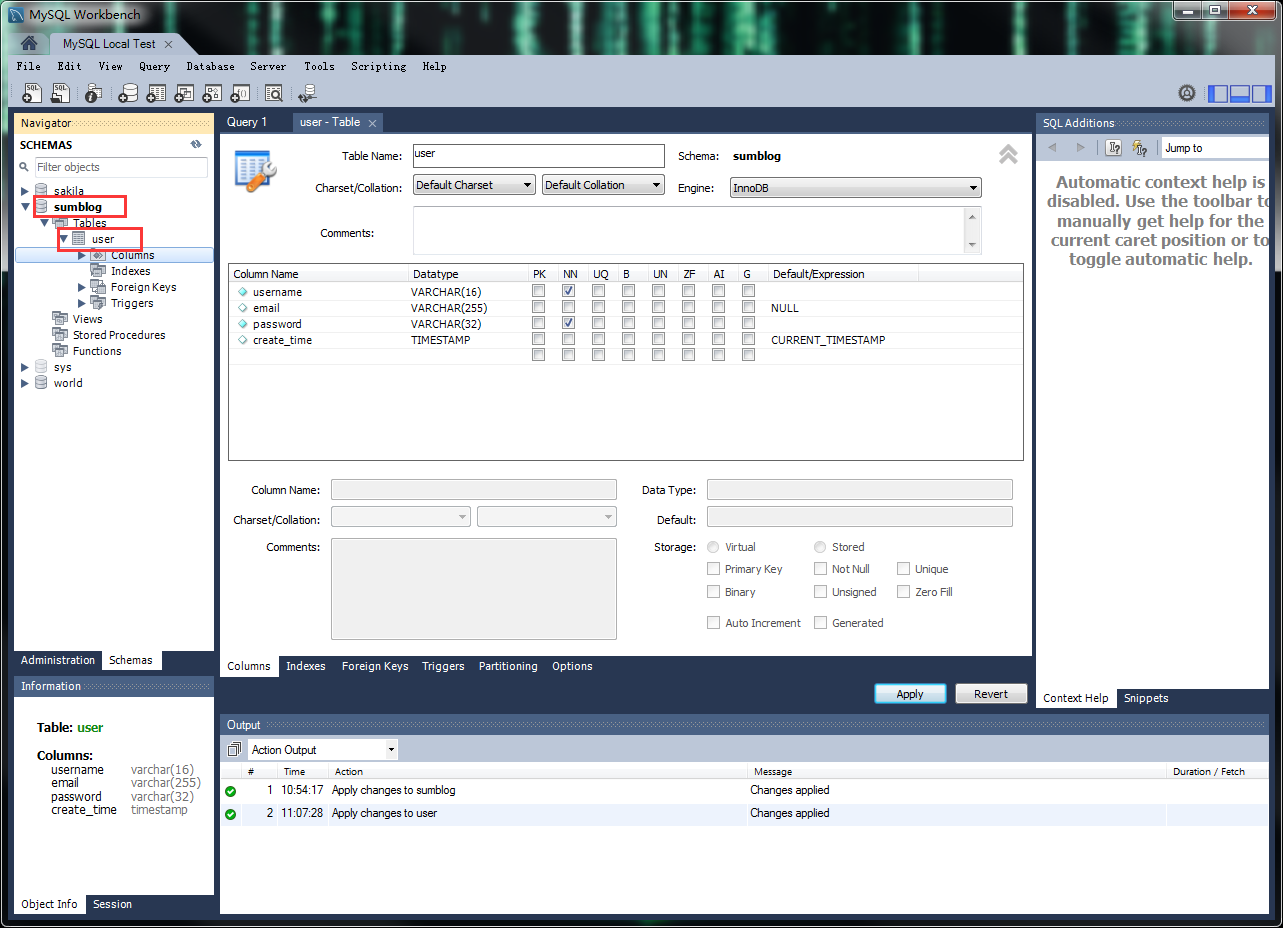 MySQL Workbench
MySQL Local Test
File Edit View Query Database Server Tools Scripting Help
Navigator
SCHEMAS
Filter objects
sakila
sumblog
Tables
user
Columns
Indexes
Foreign Keys
Triggers
Views
Stored Procedures
Functions
sys
world
Administration Schemas
Information
Table: user
Columns:
username varchar(16)
email varchar(255)
password varchar(32)
create_time timestamp
Object Info Session
Query 1 user - Table
Table Name: user Schema: sumblog
Charset/Collation: Default Charset Default Collation Engine: InnoDB
Comments:
Column Name Datatype PK NN UQ B UN ZF AI G Default/Expression
username VARCHAR(16)
email VARCHAR(255) NULL
password VARCHAR(32)
create_time TIMESTAMP CURRENT_TIMESTAMP
Column Name: Data Type:
Charset/Collation: Default:
Comments: Storage: Virtual Stored
Primary Key Not Null Unique
Binary Unsigned Zero Fill
Auto Increment Generated
Columns Indexes Foreign Keys Triggers Partitioning Options
Apply Revert
Output
Action Output
# Time Action Message Duration / Fetch
1 10:54:17 Apply changes to sumblog Changes applied
2 11:07:28 Apply changes to user Changes applied
SQL Additions
Jump to
Automatic context help is
disabled. Use the toolbar to
manually get help for the
current caret position or to
toggle automatic help.
Context Help Snippets